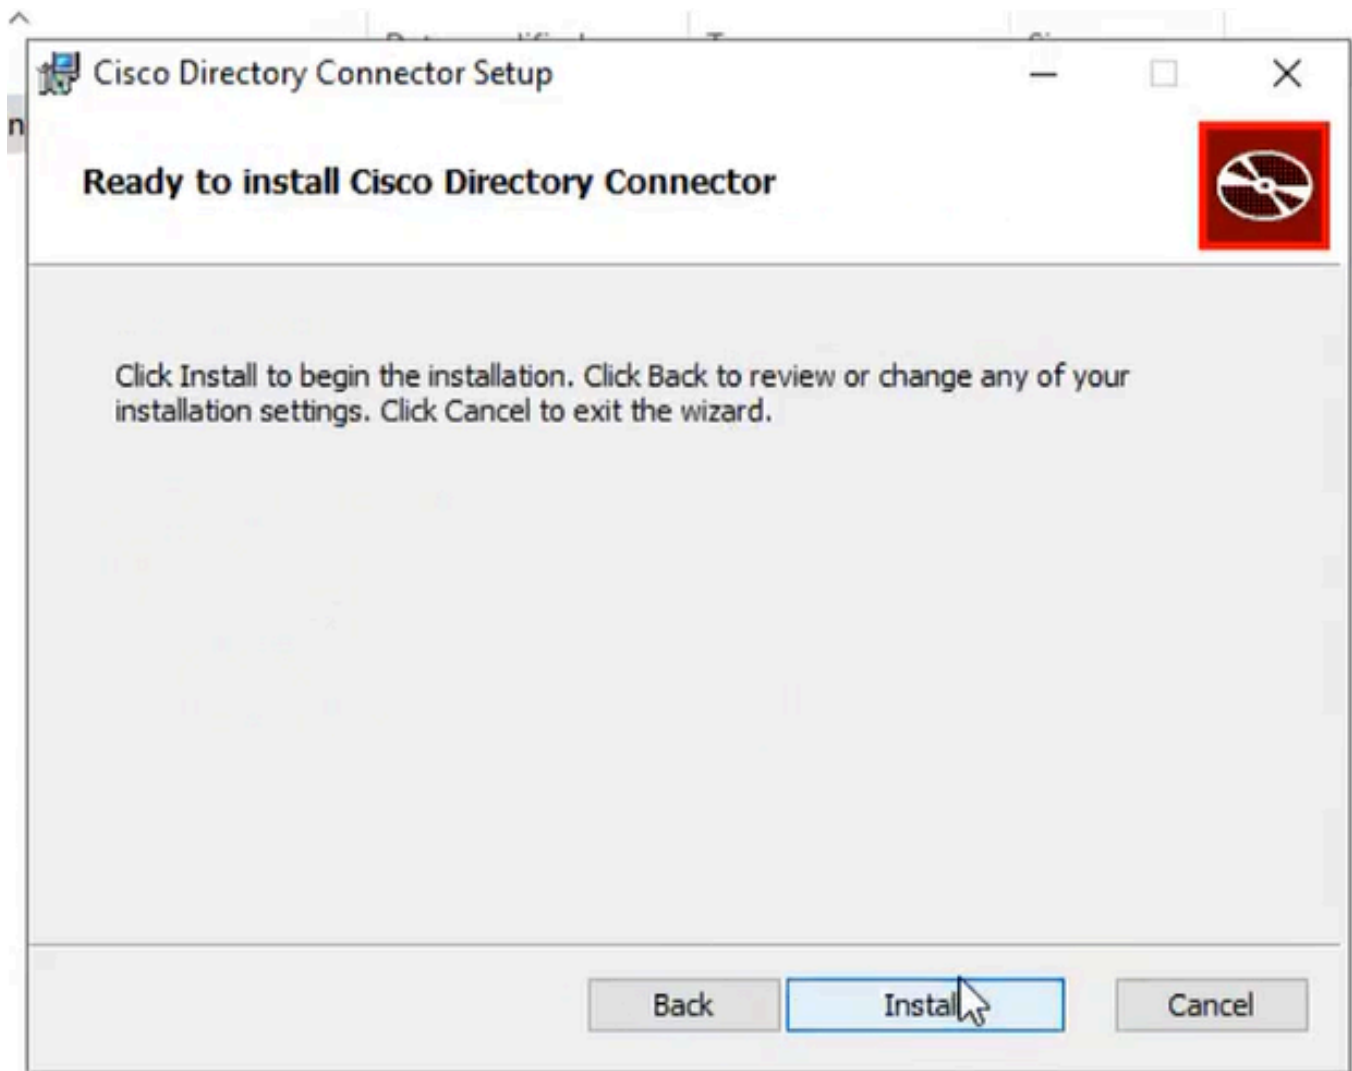 Cisco Directory Connector Setup
Ready to install Cisco Directory Connector
Click Install to begin the installation. Click Back to review or change any of your
installation settings. Click Cancel to exit the wizard.
Back
Install
Cancel